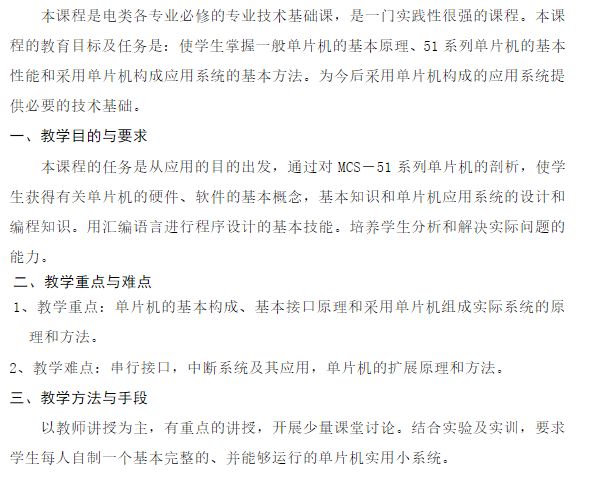 本课程是电类各专业必修的专业技术基础课，是一门实践性很强的课程。本课
程的教育目标及任务是：使学生掌握一般单片机的基本原理、51 系列单片机的基本
性能和采用单片机构成应用系统的基本方法。为今后采用单片机构成的应用系统提
供必要的技术基础。
一、教学目的与要求
本课程的任务是从应用的目的出发，通过对 MCS－51 系列单片机的剖析，使学
生获得有关单片机的硬件、软件的基本概念，基本知识和单片机应用系统的设计和
编程知识。用汇编语言进行程序设计的基本技能。培养学生分析和解决实际问题的
能力。
二、教学重点与难点
1、教学重点：单片机的基本构成、基本接口原理和采用单片机组成实际系统的原
理和方法。
2、教学难点：串行接口，中断系统及其应用，单片机的扩展原理和方法。
三、教学方法与手段
以教师讲授为主，有重点的讲授，开展少量课堂讨论。结合实验及实训，要求
学生每人自制一个基本完整的、并能够运行的单片机实用小系统。